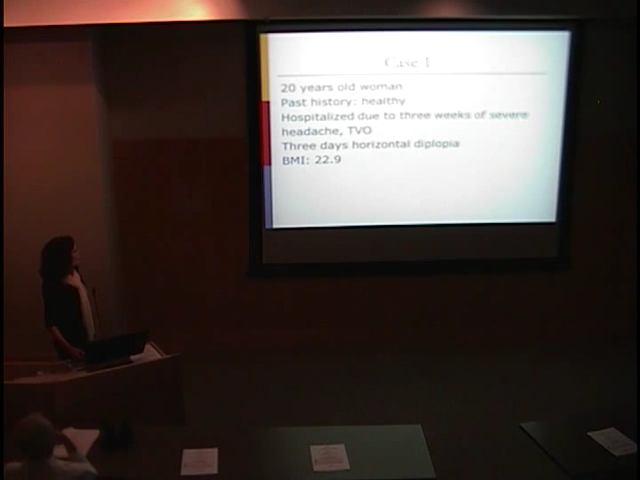 Case 1
20 years old woman
Past history: healthy
Hospitalized due to three weeks of severe
headache, TVO
Three days horizontal diplopia
BMI: 22.9